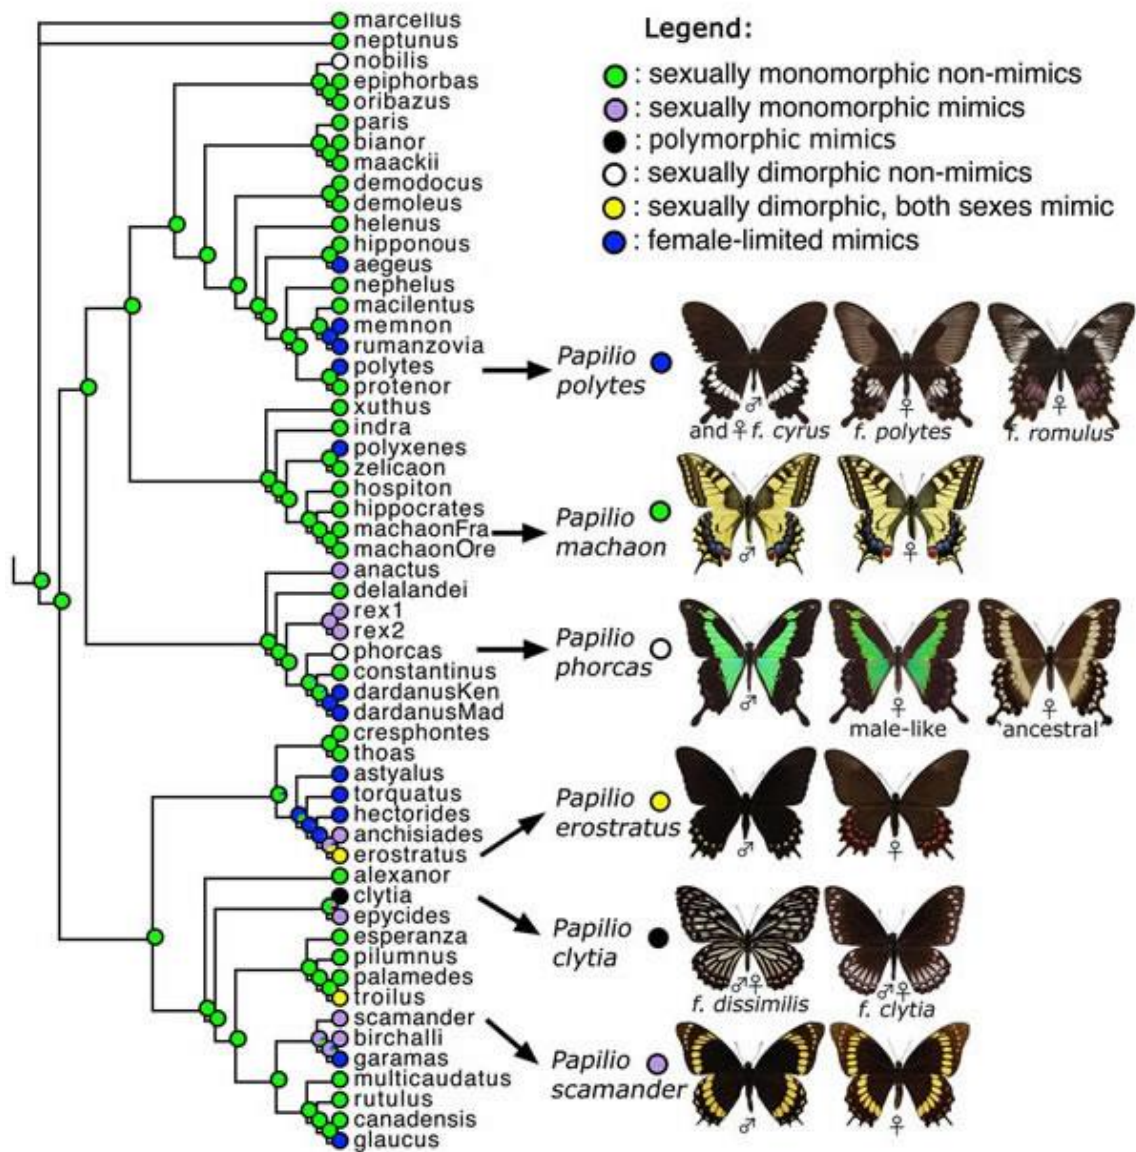 marcellus
neptunus
nobilis
epiphorbas
oribazus
paris
bianor
maackii
demodocus
demoleus
helenus
hipponous
aegeus
nephelus
macilentus
memnon
rumanzovia
polytes
protenor
xuthus
indra
polyxenes
zelicaon
hospiton
hippocrates
machaonFra
machaonOre
anactus
delalandei
rex1
rex2
phorcas
constantinus
dardanusKen
dardanusMad
cresphontes
thoas
astyalus
torquatus
hectorides
anchisiades
erostratus
alexanor
clytia
epycides
esperanza
pilumnus
palamedes
troilus
scamander
birchalli
garamas
multicaudatus
rutulus
canadensis
glaucus
Legend:
: sexually monomorphic non-mimics
: sexually monomorphic mimics
: polymorphic mimics
: sexually dimorphic non-mimics
: sexually dimorphic, both sexes mimic
: female-limited mimics
Papilio
polytes
♂ ♀ ♀
and ♀ f. cyrus f. polytes f. romulus
Papilio
machaon
♂ ♀
Papilio
phorcas
♂ ♀ ♀
male-like 'ancestral'
Papilio
erostratus
♂ ♀
Papilio
clytia
♂♀ ♂♀
f. dissimilis f. clytia
Papilio
scamander
♂ ♀